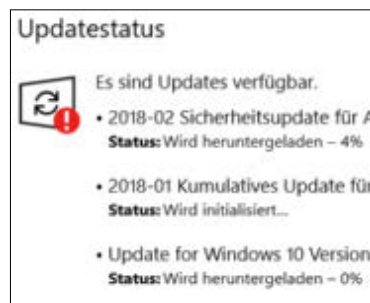 Updatestatus
Es sind Updates verfügbar.
• 2018-02 Sicherheitsupdate für
Status: Wird heruntergeladen – 4%
• 2018-01 Kumulatives Update für
Status: Wird initialisiert...
• Update for Windows 10 Version
Status: Wird heruntergeladen – 0%